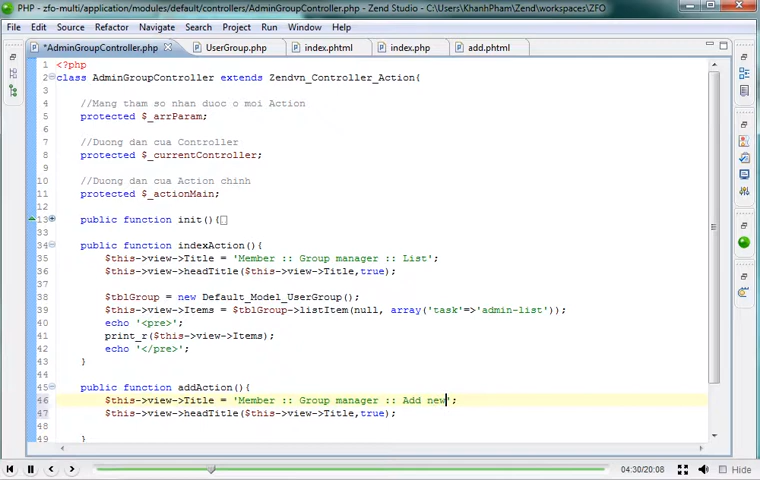 PHP - zfo-multi/application/modules/default/controllers/AdminGroupController.php - Zend Studio - C:\Users\KhanhPham\Zend\workspaces\ZFO
File Edit Source Refactor Navigate Search Project Run Window Help
*AdminGroupController.php UserGroup.php index.phtml index.php add.phtml
1 <?php
2 class AdminGroupController extends Zendvn_Controller_Action{
3
4 //Mang tham so nhan duoc o moi Action
5 protected $_arrParam;
6
7 //Duong dan cua Controller
8 protected $_currentController;
9
10 //Duong dan cua Action chinh
11 protected $_actionMain;
12
13 public function init(){
33
34 public function indexAction(){
35 $this->view->Title = 'Member :: Group manager :: List';
36 $this->view->headTitle($this->view->Title,true);
37
38 $tblGroup = new Default_Model_UserGroup();
39 $this->view->Items = $tblGroup->listItem(null, array('task'=>'admin-list'));
40 echo '<pre>';
41 print_r($this->view->Items);
42 echo '</pre>';
43 }
44
45 public function addAction(){
46 $this->view->Title = 'Member :: Group manager :: Add new';
47 $this->view->headTitle($this->view->Title,true);
48
49 }
04:30/20:08 Hide